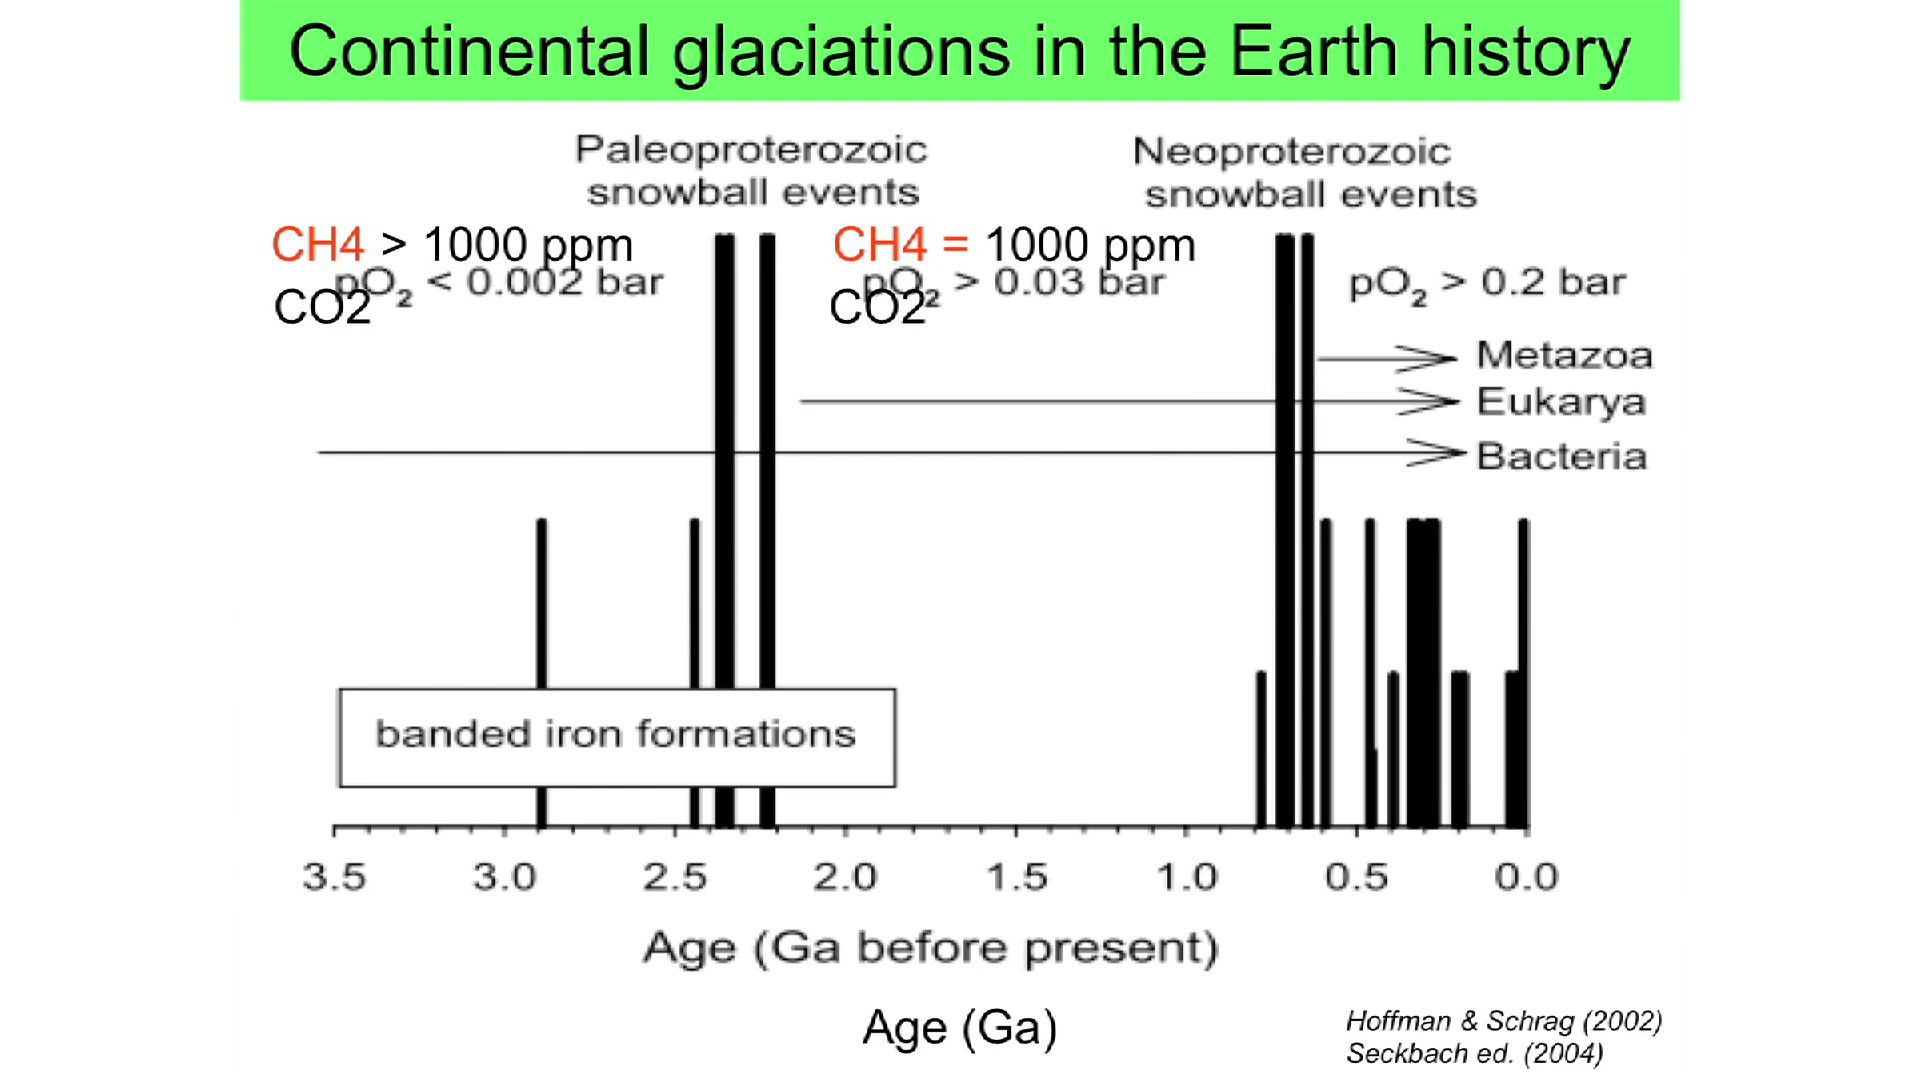 Continental glaciations in the Earth history
Paleoproterozoic
snowball events
Neoproterozoic
snowball events
CH4 > 1000 ppm
pO₂ < 0.002 bar
CO2
CH4 = 1000 ppm
pO₂ > 0.03 bar
CO2
pO₂ > 0.2 bar
Metazoa
Eukarya
Bacteria
banded iron formations
3.5 3.0 2.5 2.0 1.5 1.0 0.5 0.0
Age (Ga before present)
Age (Ga)
Hoffman & Schrag (2002)
Seckbach ed. (2004)